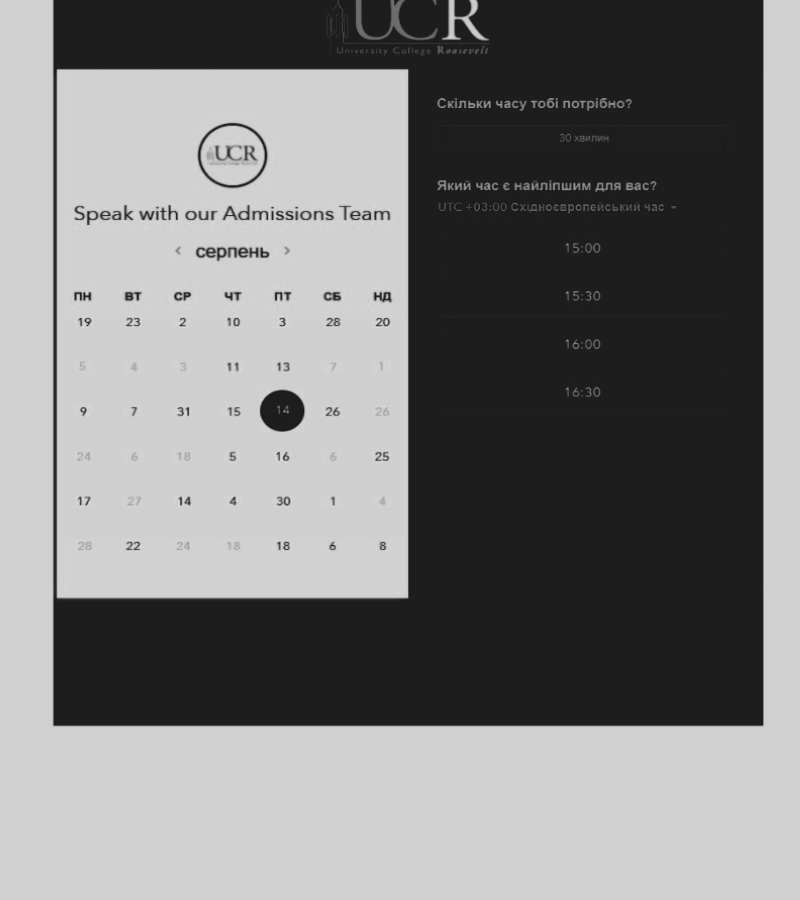 UCR
University College Roosevelt
UCR
Speak with our Admissions Team
< серпень >
ПН ВТ СР ЧТ ПТ СБ НД
19 23 2 10 3 28 20
5 4 3 11 13 7 1
9 7 31 15 14 26 26
24 6 18 5 16 6 25
17 27 14 4 30 1 4
28 22 24 18 18 6 8
Скільки часу тобі потрібно?
30 хвилин
Який час є найліпшим для вас?
UTC +03:00 Східноєвропейський час
15:00
15:30
16:00
16:30